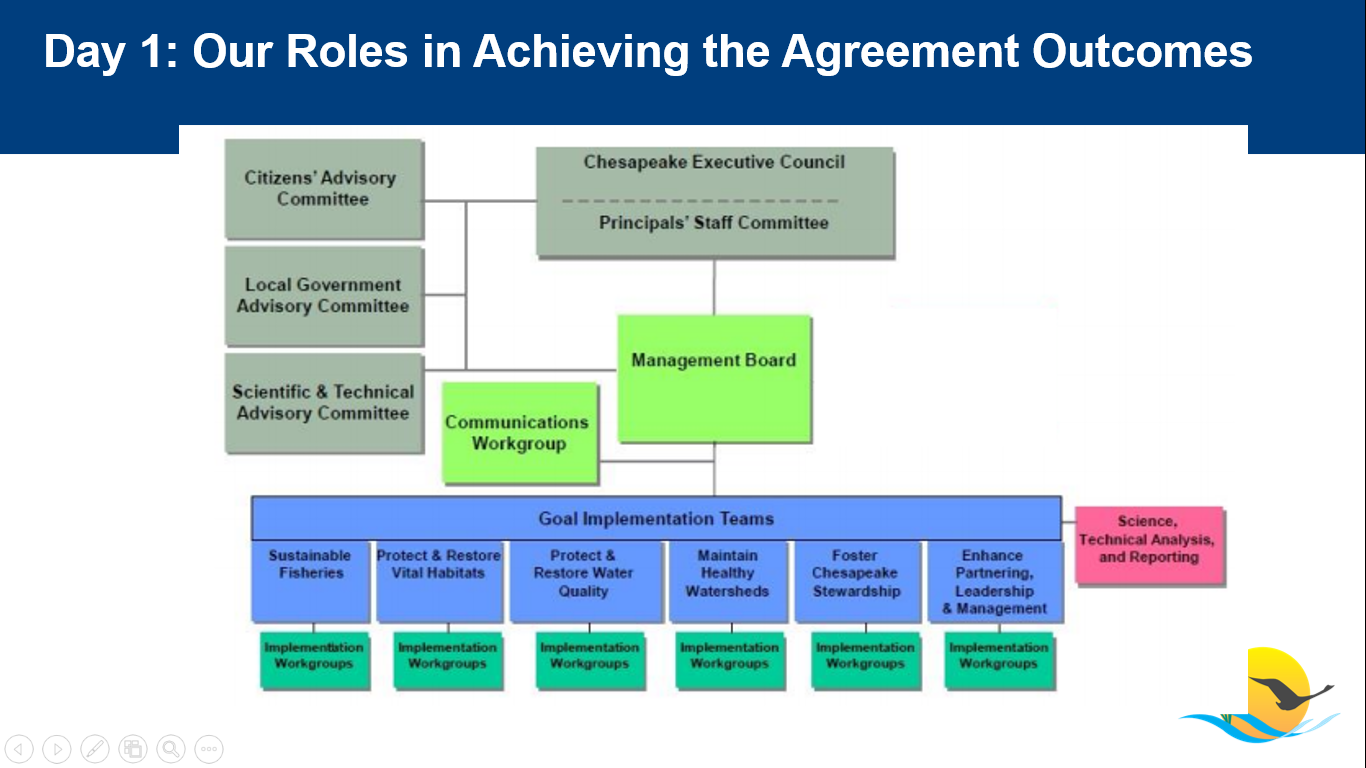 Day 1: Our Roles in Achieving the Agreement Outcomes
Citizens’ Advisory
Committee
Chesapeake Executive Council
Principals’ Staff Committee
Local Government
Advisory Committee
Scientific & Technical
Advisory Committee
Management Board
Communications
Workgroup
Goal Implementation Teams
Science,
Technical Analysis,
and Reporting
Sustainable
Fisheries
Protect & Restore
Vital Habitats
Protect &
Restore Water
Quality
Maintain
Healthy
Watersheds
Foster
Chesapeake
Stewardship
Enhance
Partnering,
Leadership
& Management
Implementation
Workgroups
Implementation
Workgroups
Implementation
Workgroups
Implementation
Workgroups
Implementation
Workgroups
Implementation
Workgroups